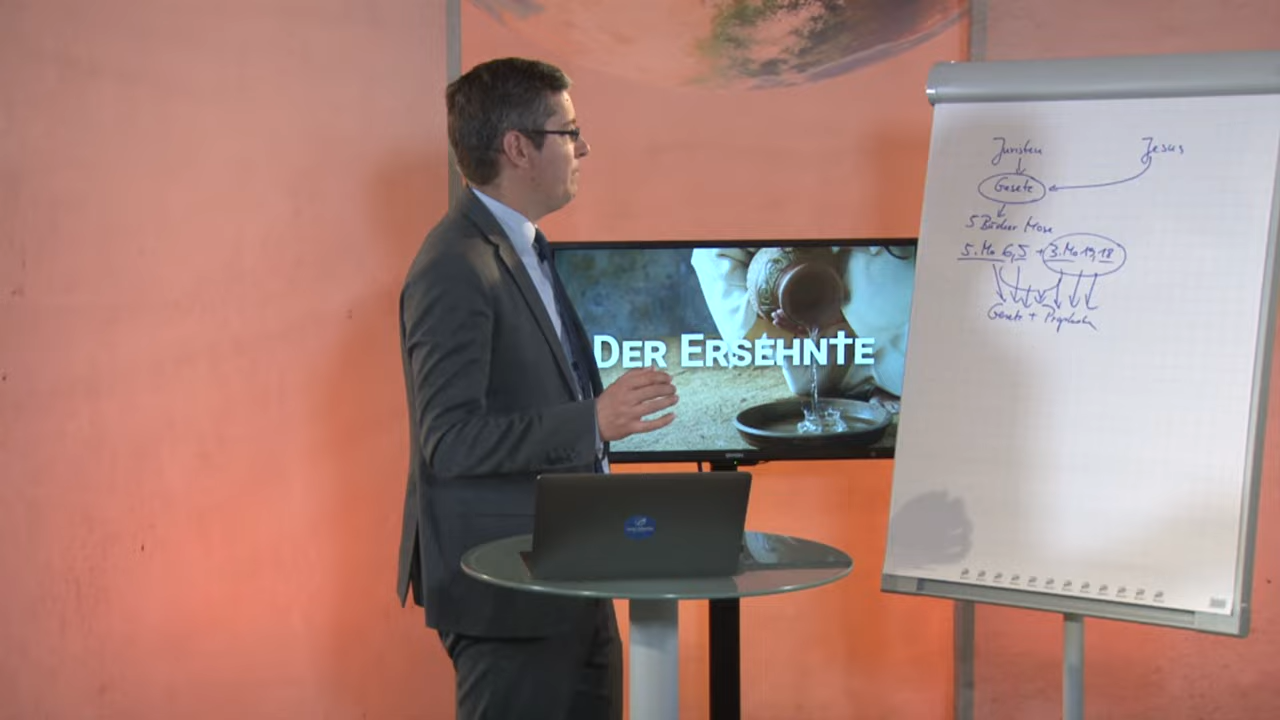 DER ERSEHNTE
Juristen Jesus
Gesetz
5 Bücher Mose
5. Mo 6,5 + 3. Mo 19,18
Gesetz + Propheten